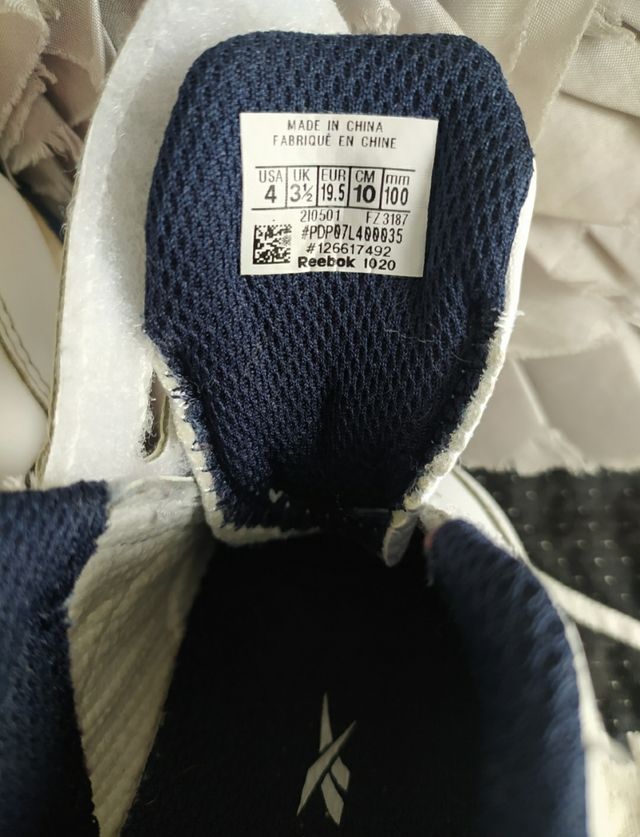 MADE IN CHINA
FABRIQUÉ EN CHINE
USA UK EUR CM mm
4 3½ 19.5 10 100
210501 FZ3187
#PDP07L400035
#126617492
Reebok 1020